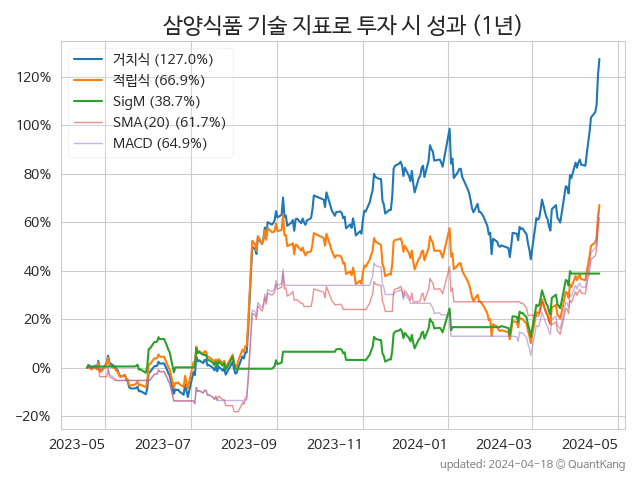 삼양식품 기술 지표로 투자 시 성과 (1년)
거치식 (127.0%)
적립식 (66.9%)
SigM (38.7%)
SMA(20) (61.7%)
MACD (64.9%)
120%
100%
80%
60%
40%
20%
0%
−20%
2023-05 2023-07 2023-09 2023-11 2024-01 2024-03 2024-05
updated: 2024-04-18 ⓒ QuantKang